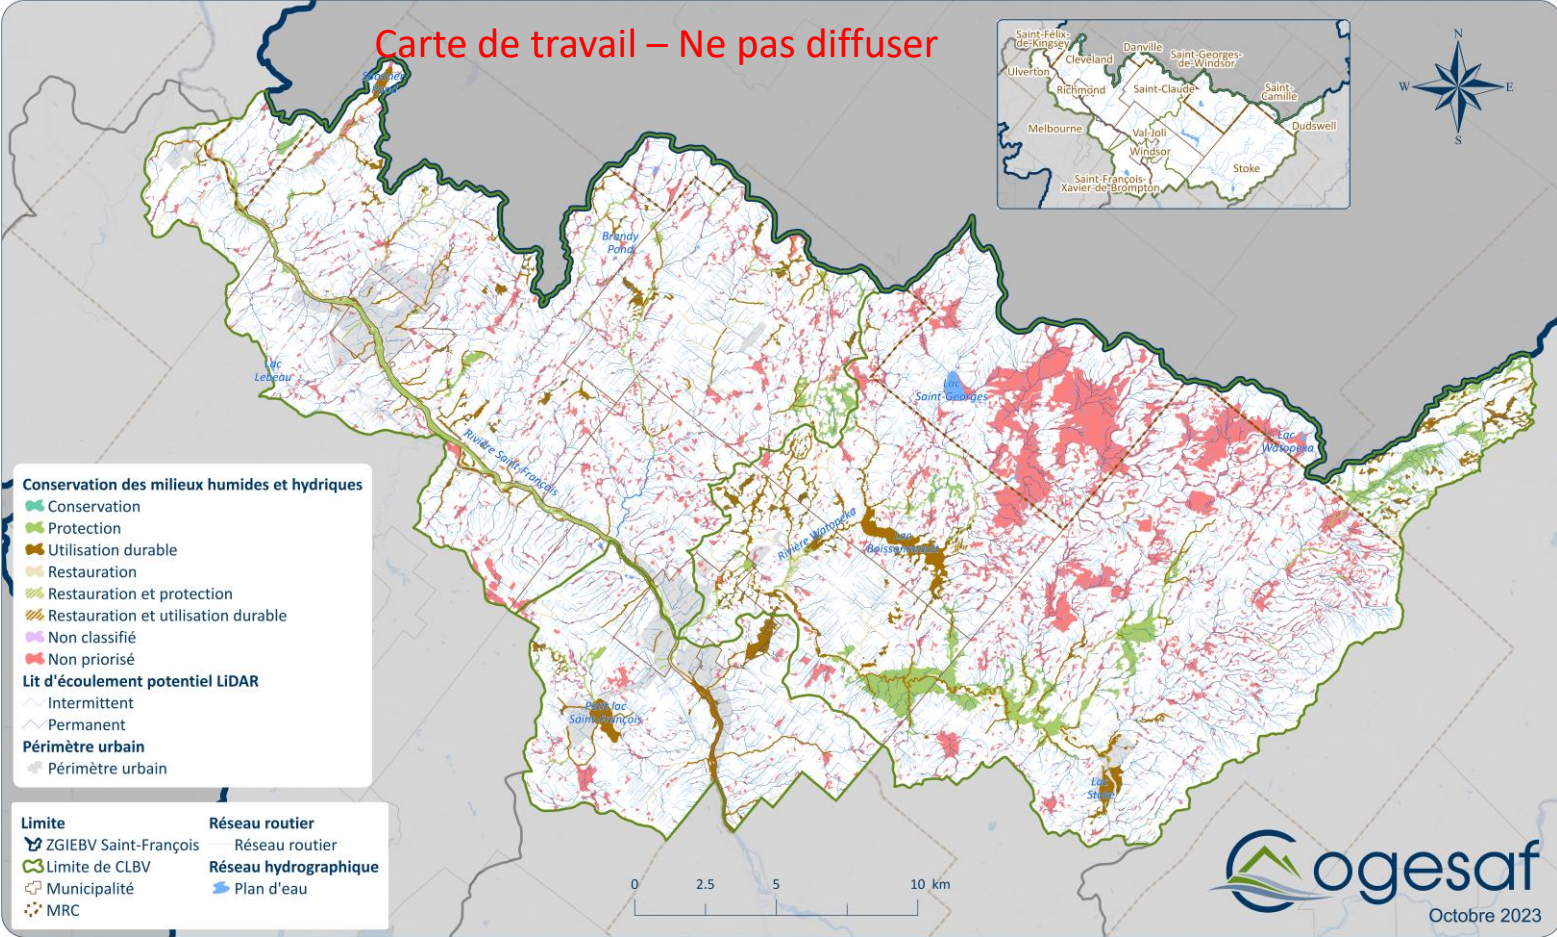 Carte de travail – Ne pas diffuser
Saint-Félix-
de-Kingsey
Danville
Saint-Georges-
de-Windsor
Cleveland
Ulverton
Richmond
Saint-Claude
Saint-
Camille
Melbourne
Val-Joli
Dudswell
Windsor
Stoke
Saint-François-
Xavier-de-Brompton
N
W
E
S
Brandy
Pond
Lac
Lebeau
Lac
Saint-Georges
Lac
Watopeka
Rivière Saint-François
Rivière Watopeka
Lac
Boissonneault
Petit lac
Saint-François
Lac
Stoke
Conservation des milieux humides et hydriques
Conservation
Protection
Utilisation durable
Restauration
Restauration et protection
Restauration et utilisation durable
Non classifié
Non priorisé
Lit d'écoulement potentiel LiDAR
Intermittent
Permanent
Périmètre urbain
Périmètre urbain
Limite
ZGIEBV Saint-François
Limite de CLBV
Municipalité
MRC
Réseau routier
Réseau routier
Réseau hydrographique
Plan d'eau
0 2.5 5 10 km
Cogesaf
Octobre 2023